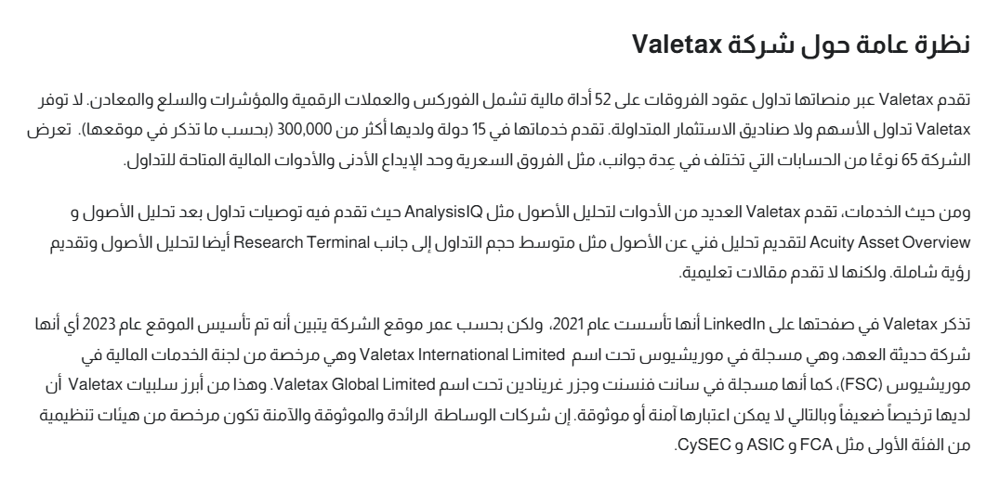 نظرة عامة حول شركة Valetax
تقدم Valetax عبر منصاتها تداول عقود الفروقات على 52 أداة مالية تشمل الفوركس والعملات الرقمية والمؤشرات والسلع والمعادن. لا توفر
Valetax تداول الأسهم ولا صناديق الاستثمار المتداولة. تقدم خدماتها في 15 دولة ولديها أكثر من 300,000 (بحسب ما تذكر في موقعها). تعرض
الشركة 65 نوعًا من الحسابات التي تختلف في عِدة جوانب، مثل الفروق السعرية وحد الإيداع الأدنى والأدوات المالية المتاحة للتداول.
ومن حيث الخدمات، تقدم Valetax العديد من الأدوات لتحليل الأصول مثل AnalysisIQ حيث تقدم فيه توصيات تداول بعد تحليل الأصول و
Acuity Asset Overview لتقديم تحليل فني عن الأصول مثل متوسط حجم التداول إلى جانب Research Terminal أيضا لتحليل الأصول وتقديم
رؤية شاملة. ولكنها لا تقدم مقالات تعليمية.
تذكر Valetax في صفحتها على LinkedIn أنها تأسست عام 2021، ولكن بحسب عمر موقع الشركة يتبين أنه تم تأسيس الموقع عام 2023 أي أنها
شركة حديثة العهد، وهي مسجلة في موريشيوس تحت اسم Valetax International Limited وهي مرخصة من لجنة الخدمات المالية في
موريشيوس (FSC)، كما أنها مسجلة في سانت فنسنت وجزر غرينادين تحت اسم Valetax Global Limited. وهذا من أبرز سلبيات Valetax أن
لديها ترخيصاً ضعيفاً وبالتالي لا يمكن اعتبارها آمنة أو موثوقة. إن شركات الوساطة الرائدة والموثوقة والآمنة تكون مرخصة من هيئات تنظيمية
من الفئة الأولى مثل FCA و ASIC و CySEC.